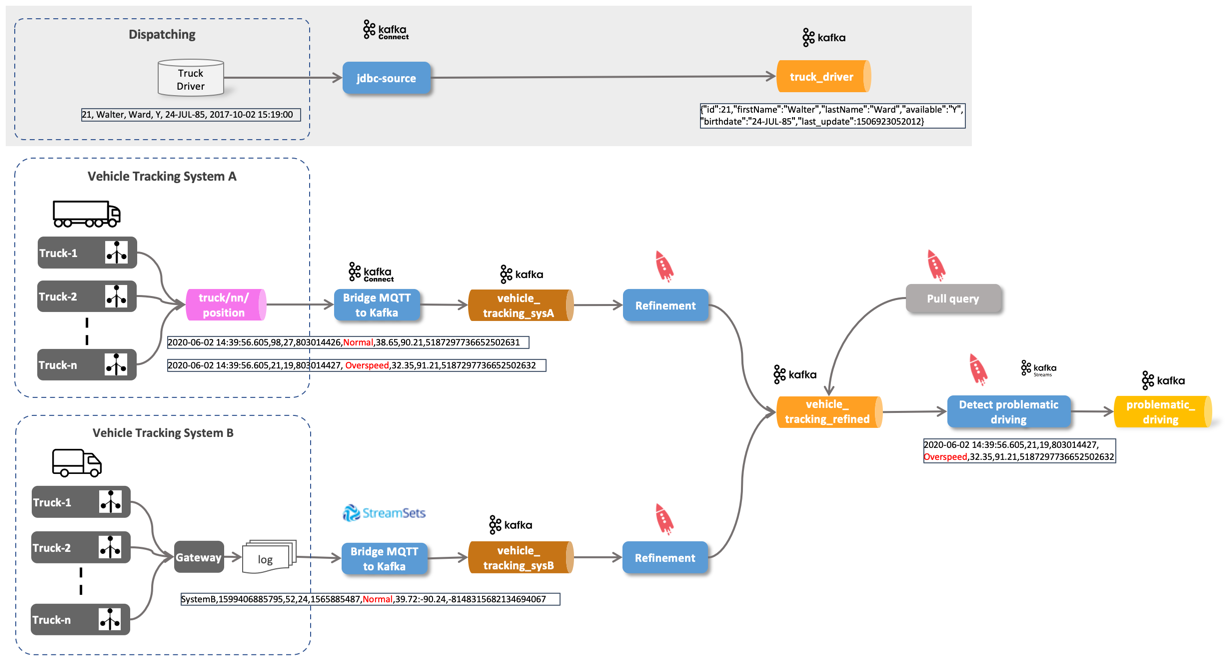 Dispatching
kafka
Connect
kafka
Truck
Driver
jdbc-source
truck_driver
21, Walter, Ward, Y, 24-JUL-85, 2017-10-02 15:19:00
{"id":21,"firstName":"Walter","lastName":"Ward","available":"Y",
"birthdate":"24-JUL-85","last_update":1506923052012}
Vehicle Tracking System A
Truck-1
Truck-2
Truck-n
truck/nn/
position
kafka
Connect
Bridge MQTT
to Kafka
kafka
vehicle_
tracking_sysA
Refinement
Pull query
2020-06-02 14:39:56.605,98,27,803014426,Normal,38.65,90.21,5187297736652502631
2020-06-02 14:39:56.605,21,19,803014427, Overspeed,32.35,91.21,5187297736652502632
kafka
vehicle_
tracking_refined
kafka
Streams
Detect problematic
driving
kafka
problematic_
driving
2020-06-02 14:39:56.605,21,19,803014427,
Overspeed,32.35,91.21,5187297736652502632
Vehicle Tracking System B
Truck-1
Truck-2
Truck-n
Gateway
log
StreamSets
Bridge MQTT
to Kafka
kafka
vehicle_
tracking_sysB
Refinement
SystemB,1599406885795,52,24,1565885487,Normal,39.72:-90.24,-8148315682134694067